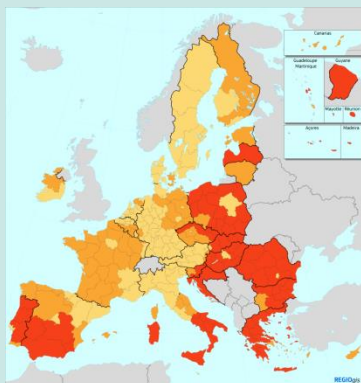 Canarias
Guadeloupe
Martinique
Guyane
Mayotte
Réunion
Açores
Madeira
REGIOgis